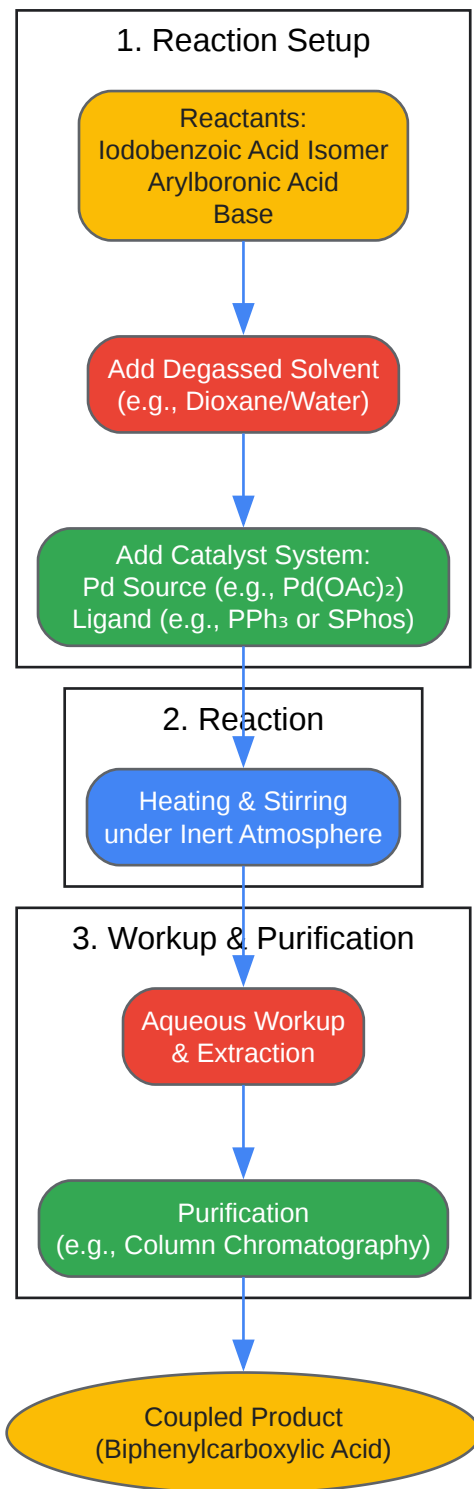 1. Reaction Setup
Reactants:
Iodobenzoic Acid Isomer
Arylboronic Acid
Base
Add Degassed Solvent
(e.g., Dioxane/Water)
Add Catalyst System:
Pd Source (e.g., Pd(OAc)₂)
Ligand (e.g., PPh₃ or SPhos)
2. Reaction
Heating & Stirring
under Inert Atmosphere
3. Workup & Purification
Aqueous Workup
& Extraction
Purification
(e.g., Column Chromatography)
Coupled Product
(Biphenylcarboxylic Acid)